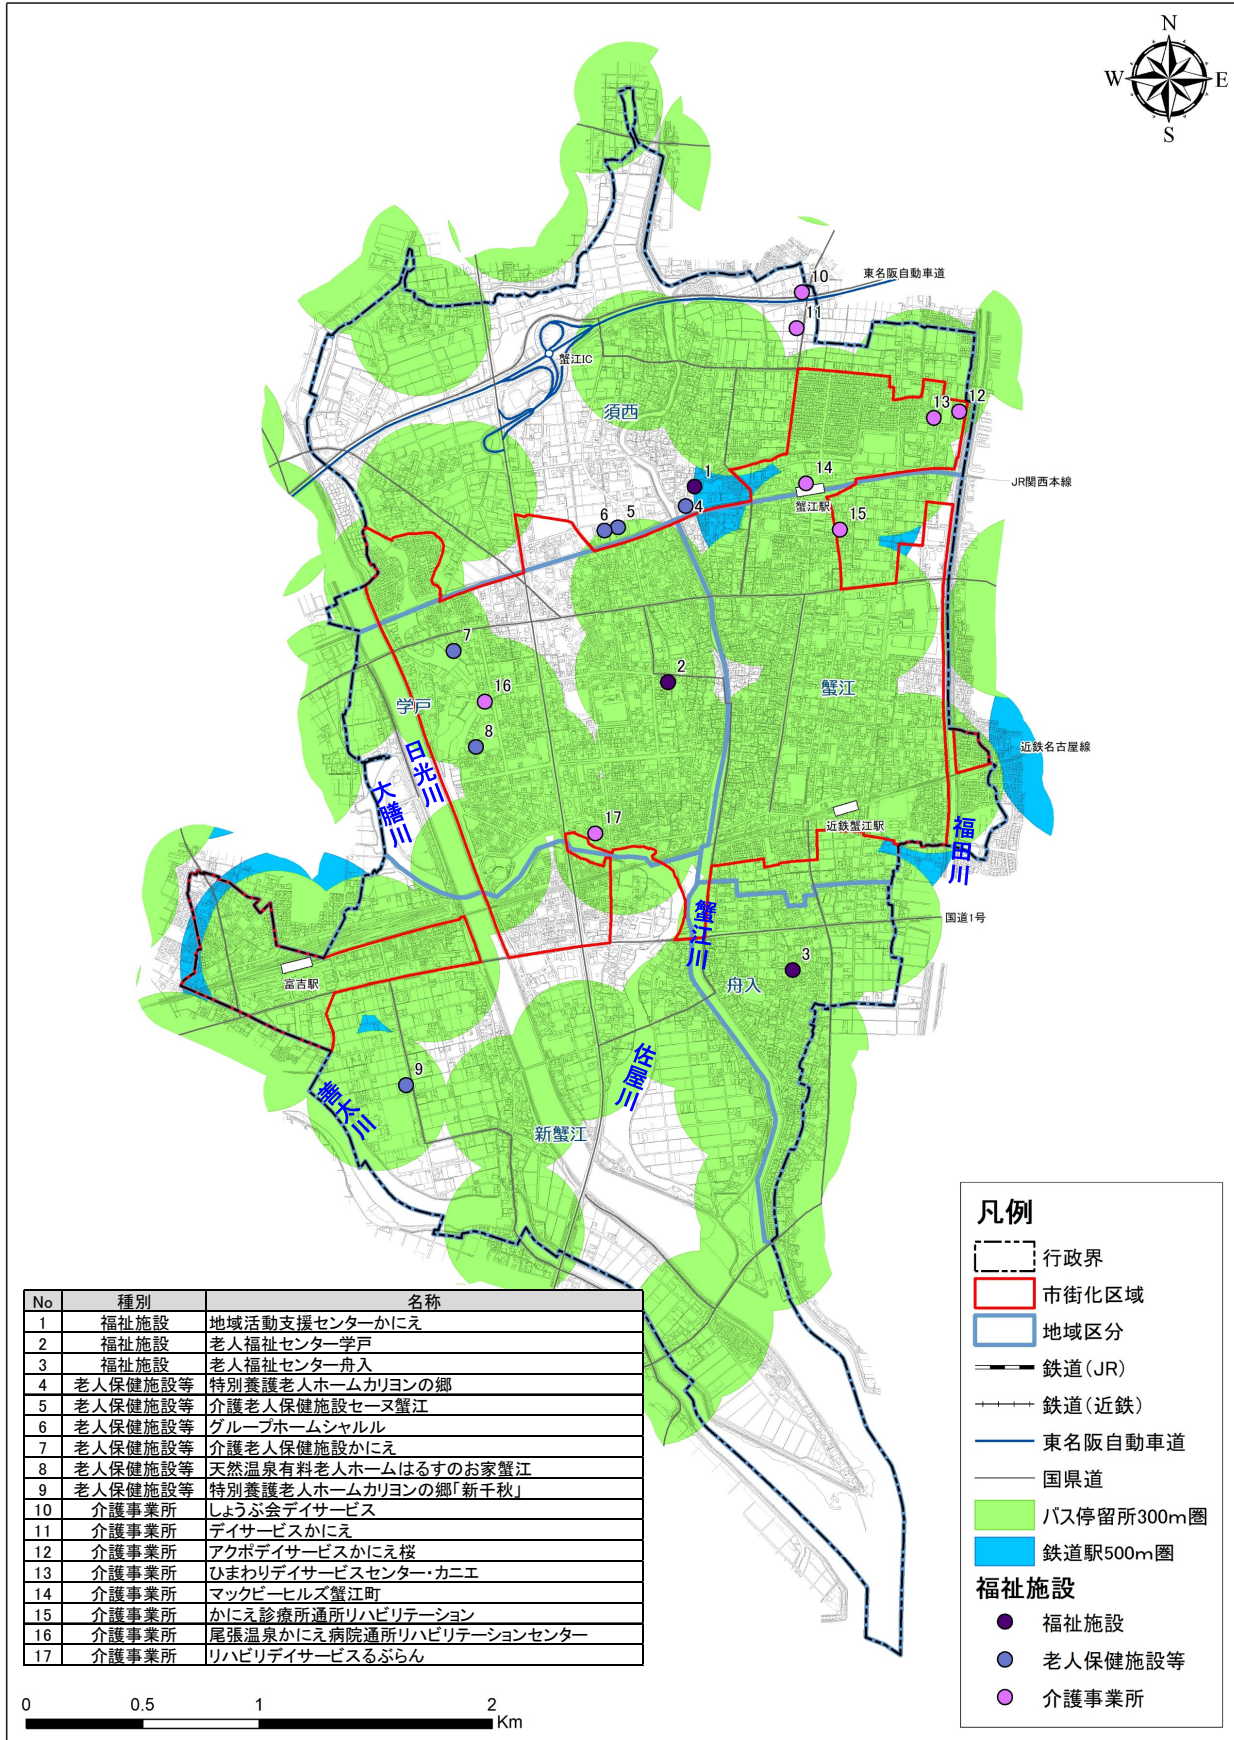 N
W
E
S
10
東名阪自動車道
11
蟹江IC
須西
13
12
1
14
JR関西本線
4
蟹江駅
6
5
15
7
2
16
学戸
蟹江
8
日光川
近鉄名古屋線
大膳川
17
近鉄蟹江駅
福田川
蟹江川
国道1号
3
富吉駅
舟入
佐屋川
9
善太川
新蟹江
No 種別 名称
1 福祉施設 地域活動支援センターかにえ
2 福祉施設 老人福祉センター学戸
3 福祉施設 老人福祉センター舟入
4 老人保健施設等 特別養護老人ホームカリヨンの郷
5 老人保健施設等 介護老人保健施設セーヌ蟹江
6 老人保健施設等 グループホームシャルル
7 老人保健施設等 介護老人保健施設かにえ
8 老人保健施設等 天然温泉有料老人ホームはるすのお家蟹江
9 老人保健施設等 特別養護老人ホームカリヨンの郷「新千秋」
10 介護事業所 しょうぶ会デイサービス
11 介護事業所 デイサービスかにえ
12 介護事業所 アクポデイサービスかにえ桜
13 介護事業所 ひまわりデイサービスセンター・カニエ
14 介護事業所 マックビーヒルズ蟹江町
15 介護事業所 かにえ診療所通所リハビリテーション
16 介護事業所 尾張温泉かにえ病院通所リハビリテーションセンター
17 介護事業所 リハビリデイサービスるぷらん
0 0.5 1 2
Km
凡例
行政界
市街化区域
地域区分
鉄道(JR)
鉄道(近鉄)
東名阪自動車道
国県道
バス停留所300m圏
鉄道駅500m圏
福祉施設
福祉施設
老人保健施設等
介護事業所